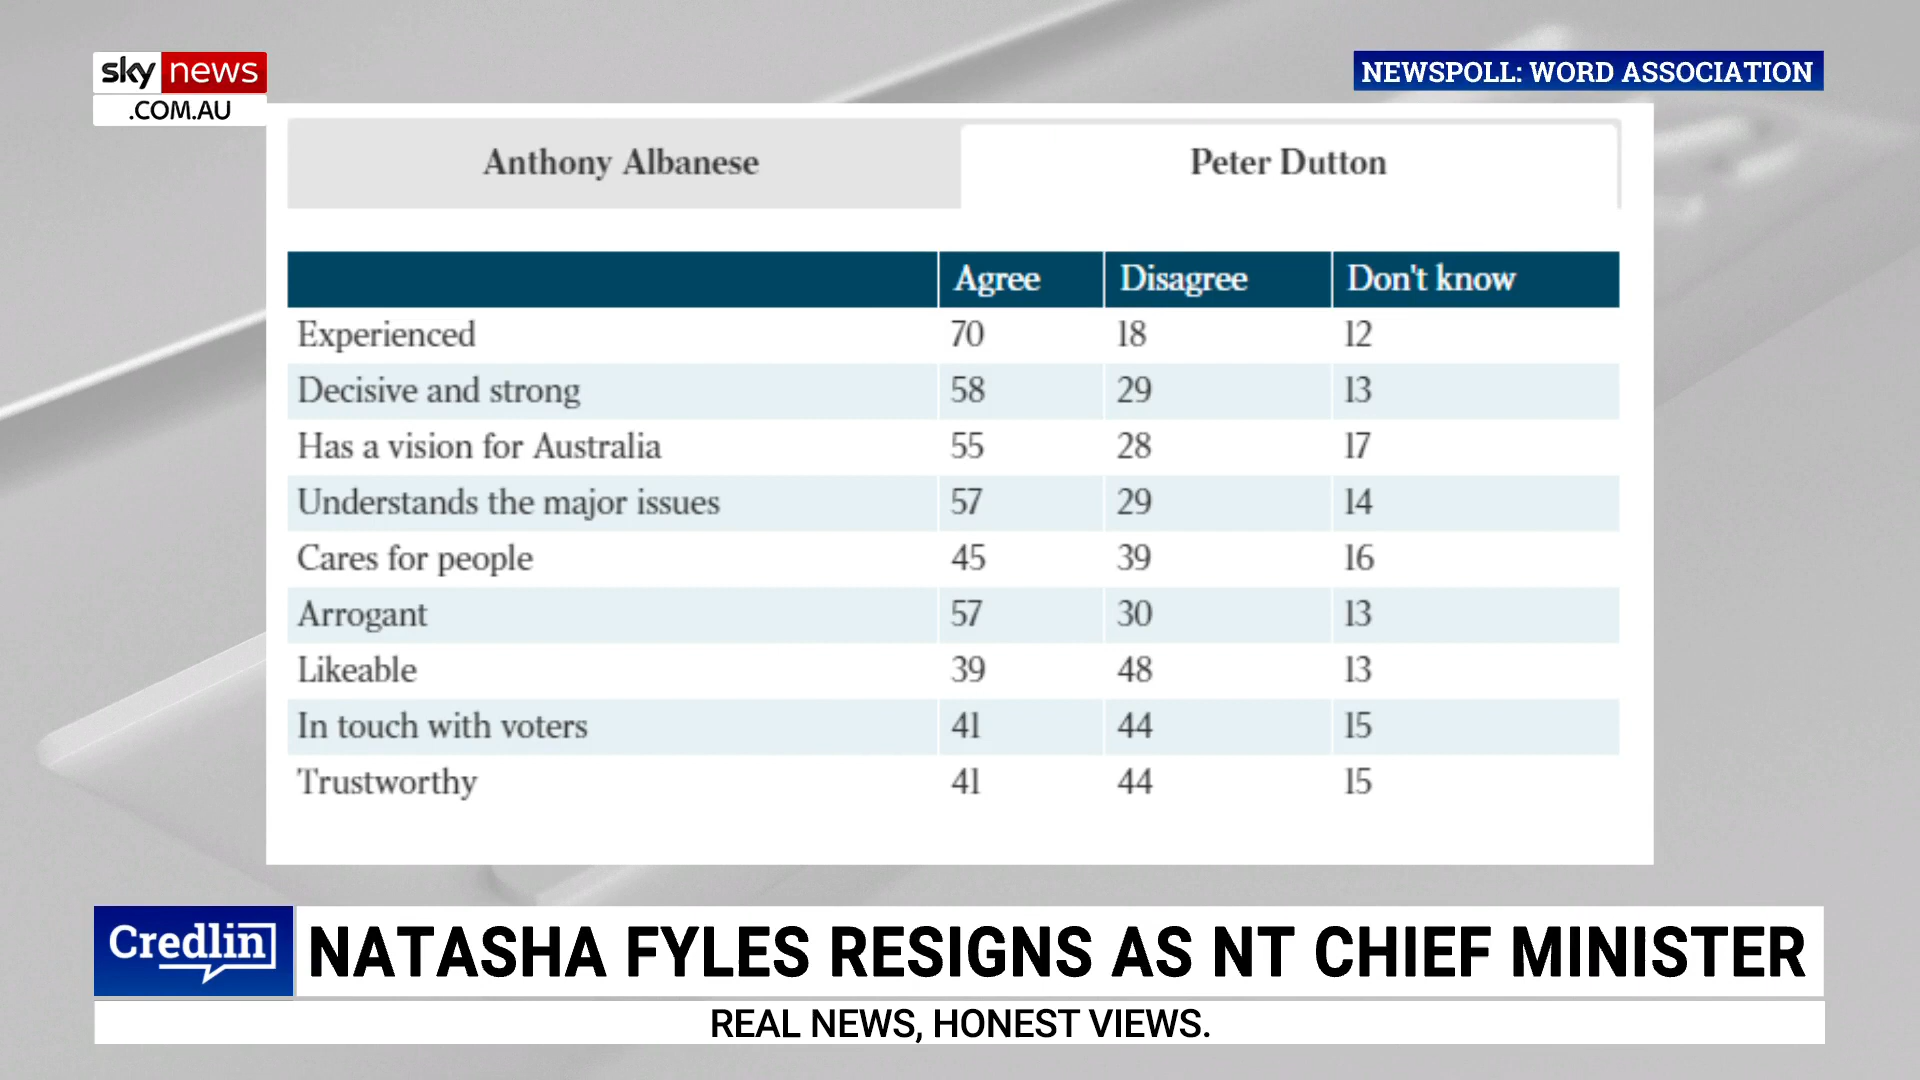 sky news
.COM.AU
NEWSPOLL: WORD ASSOCIATION
Anthony Albanese Peter Dutton
Agree Disagree Don't know
Experienced 70 18 12
Decisive and strong 58 29 13
Has a vision for Australia 55 28 17
Understands the major issues 57 29 14
Cares for people 45 39 16
Arrogant 57 30 13
Likeable 39 48 13
In touch with voters 41 44 15
Trustworthy 41 44 15
Credlin NATASHA FYLES RESIGNS AS NT CHIEF MINISTER
REAL NEWS, HONEST VIEWS.